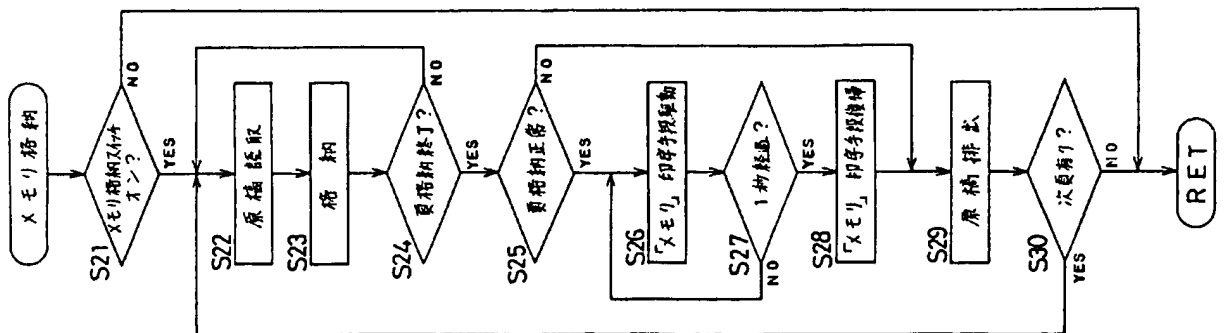 メモリ格納
S21
メモリ格納スイッチ
オン?
NO
YES
S22
原稿読取
S23
格納
S24
頁格納終了?
NO
YES
S25
頁格納正常?
NO
YES
S26
「メモリ」印字手段駆動
S27
1秒経過?
NO
YES
S28
「メモリ」印字手段復帰
S29
原稿排出
S30
次頁有り?
YES
NO
RET